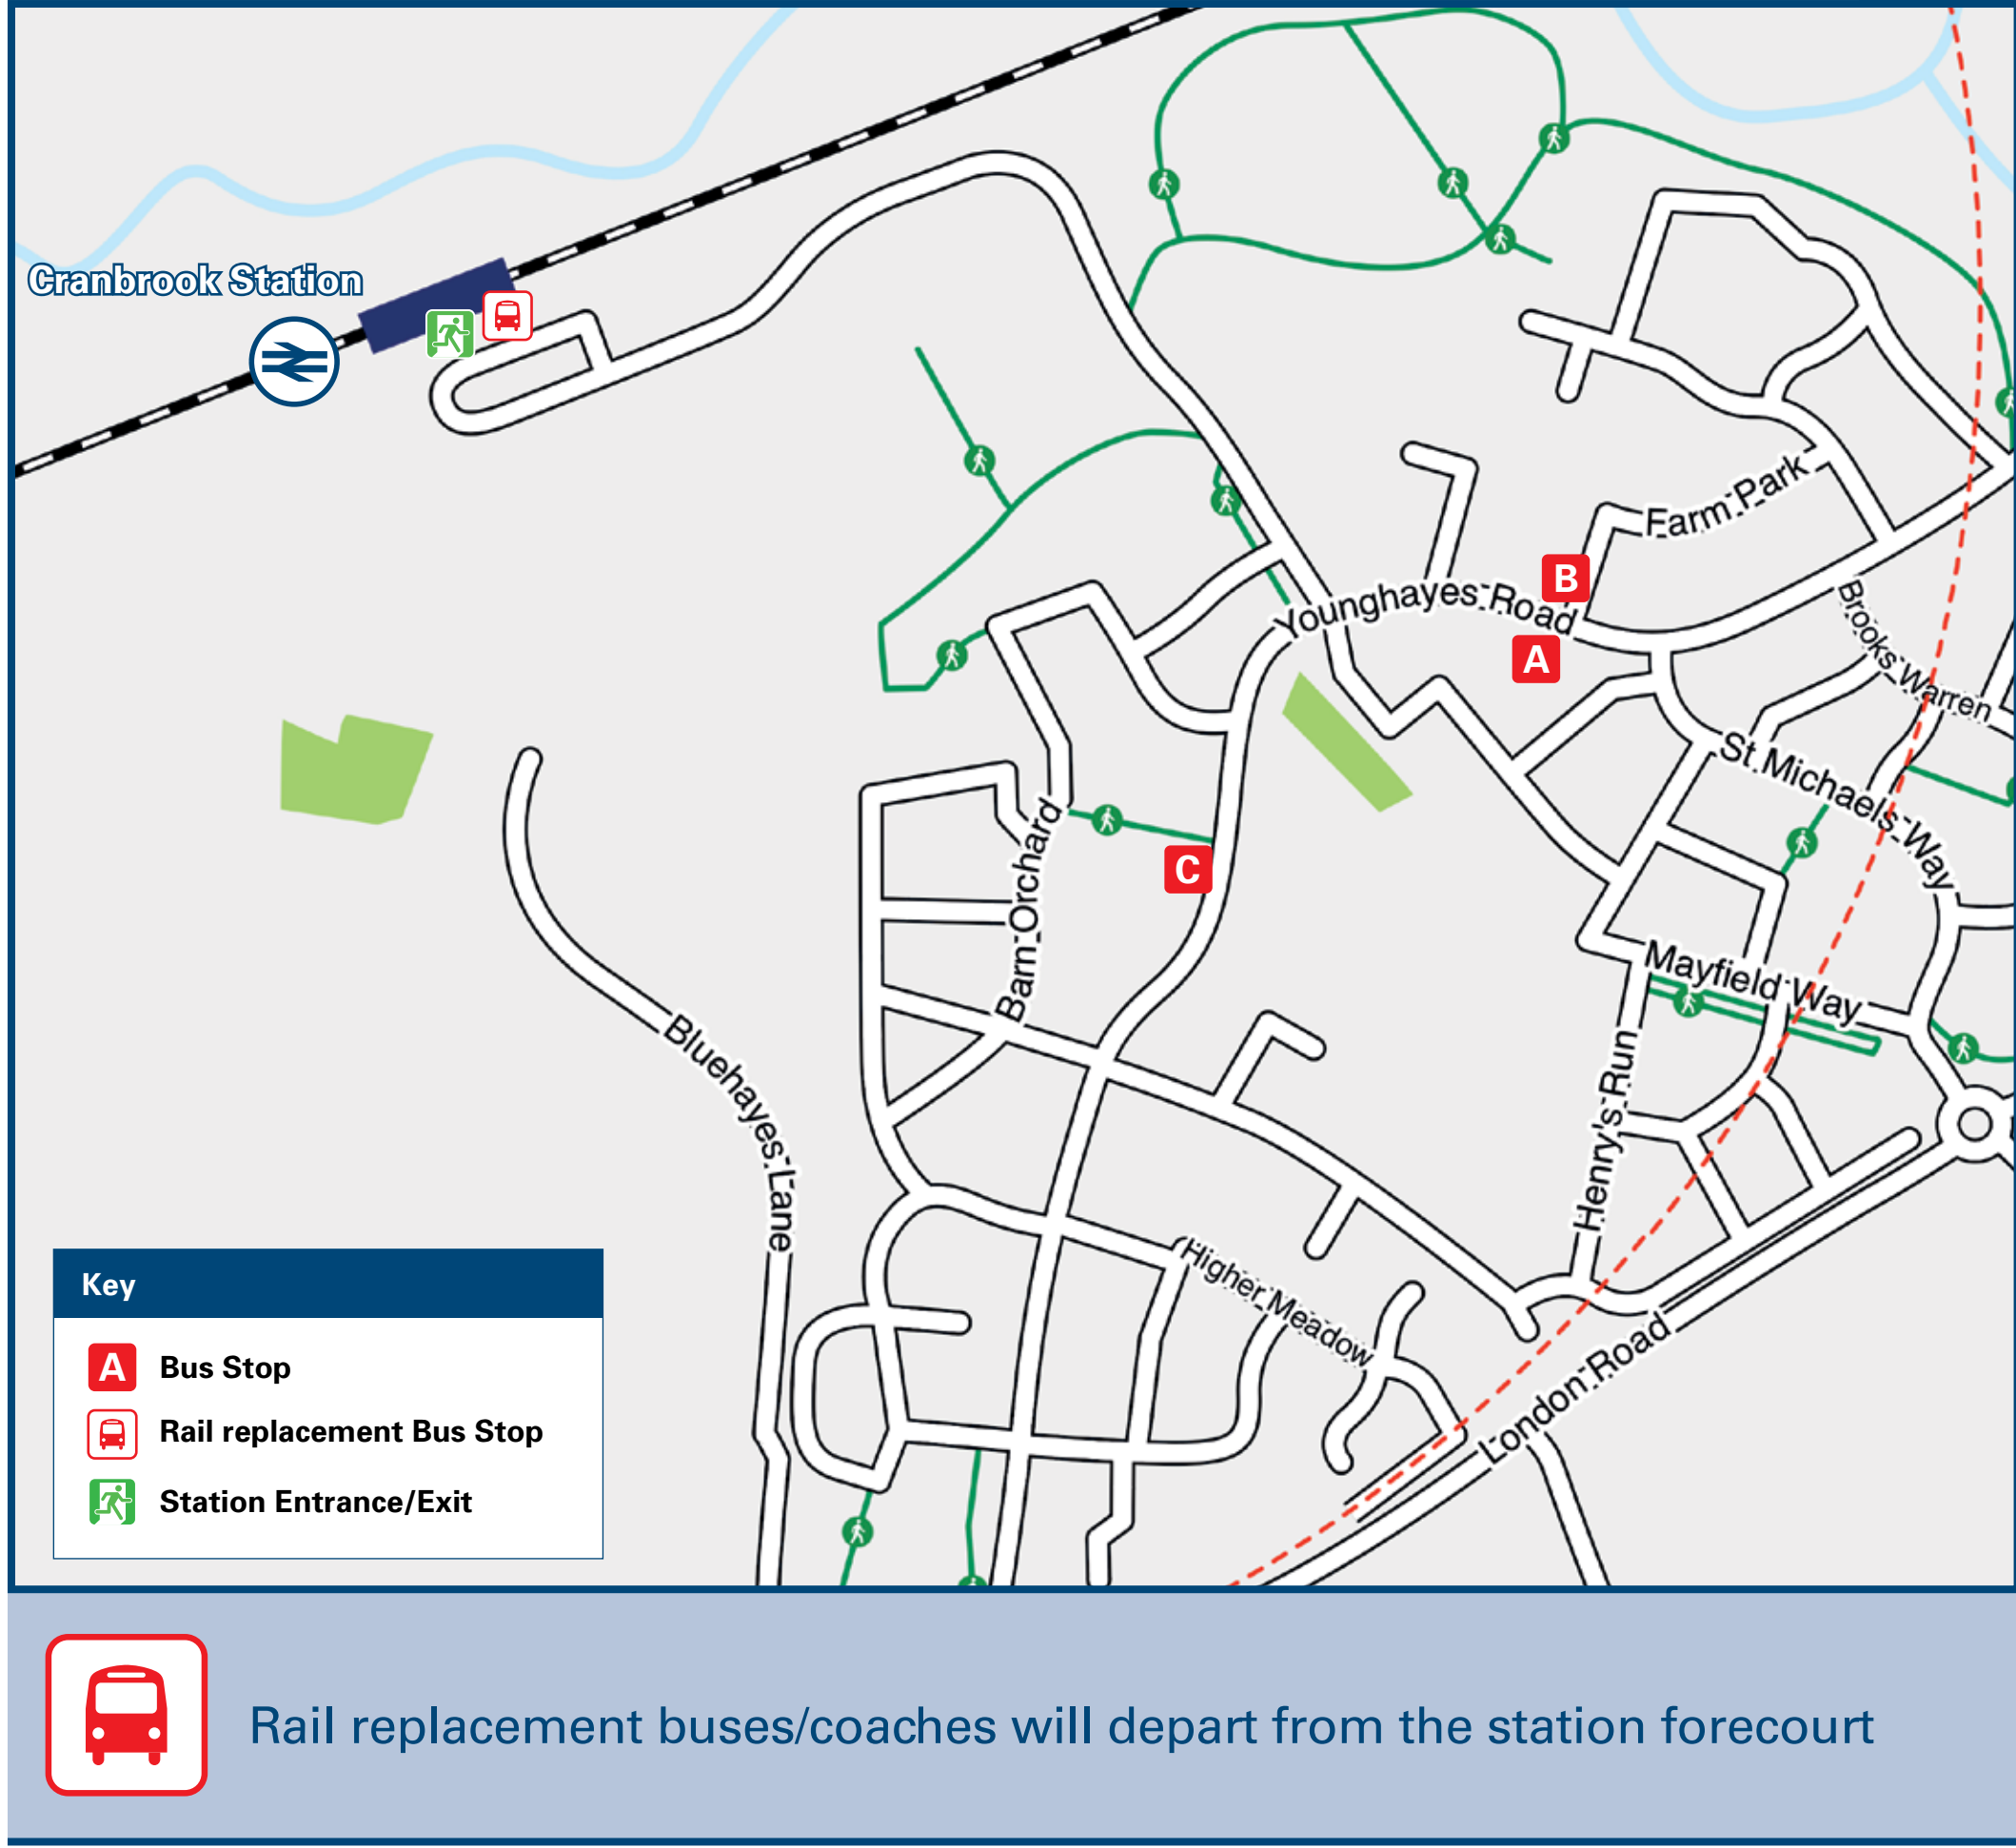 Cranbrook Station
Farm Park
B
Younghayes Road
A
Brooks Warren
St.Michaels Way
C
Barn Orchard
Mayfield Way
Bluehayes Lane
Henry's Run
Higher Meadow
London Road
Key
A Bus Stop
Rail replacement Bus Stop
Station Entrance/Exit
Rail replacement buses/coaches will depart from the station forecourt